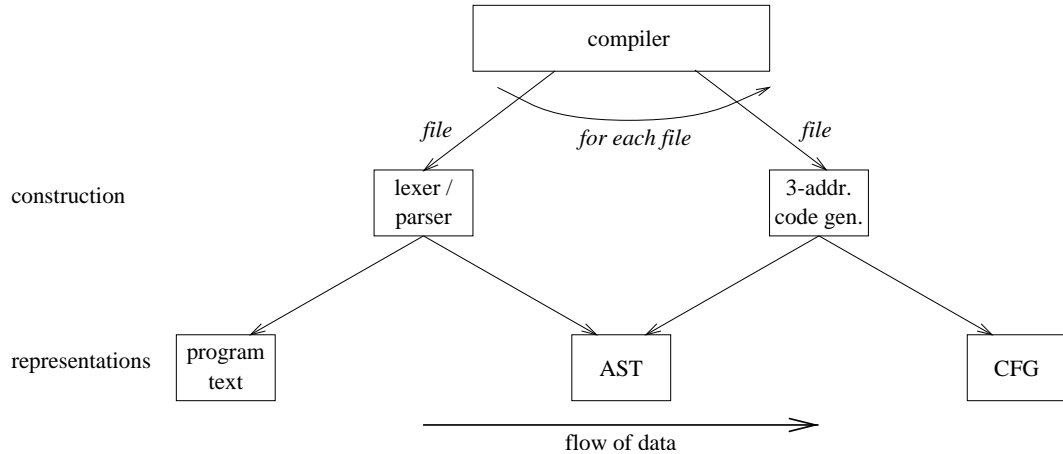 compiler
file
for each file
file
construction
lexer /
parser
3-addr.
code gen.
representations
program
text
AST
CFG
flow of data